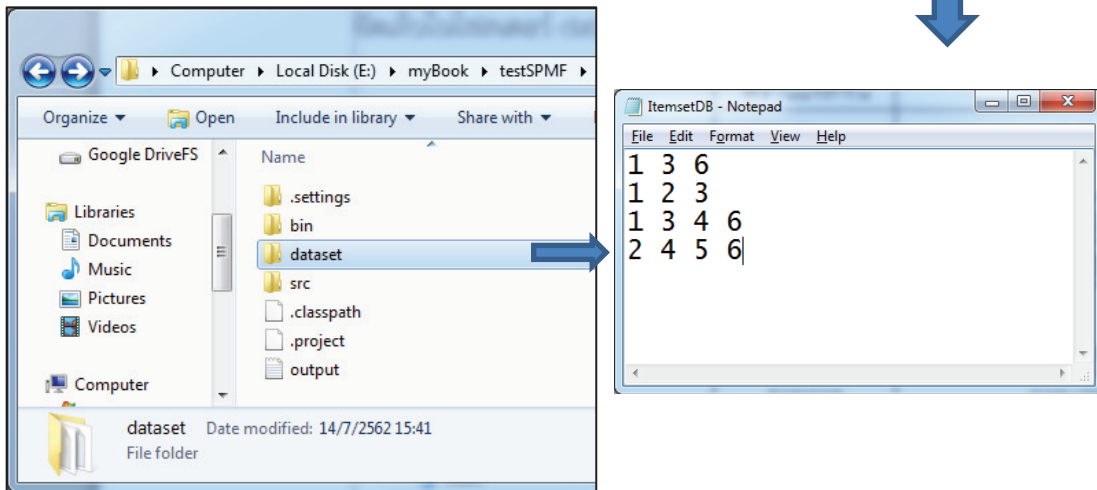 Computer ▸ Local Disk (E:) ▸ myBook ▸ testSPMF ▸
Organize ▾ Open Include in library ▾ Share with ▾
Google DriveFS
Libraries
Documents
Music
Pictures
Videos
Computer
Name
.settings
bin
dataset
src
.classpath
.project
output
dataset Date modified: 14/7/2562 15:41
File folder
ItemsetDB - Notepad
File Edit Format View Help
1 3 6
1 2 3
1 3 4 6
2 4 5 6